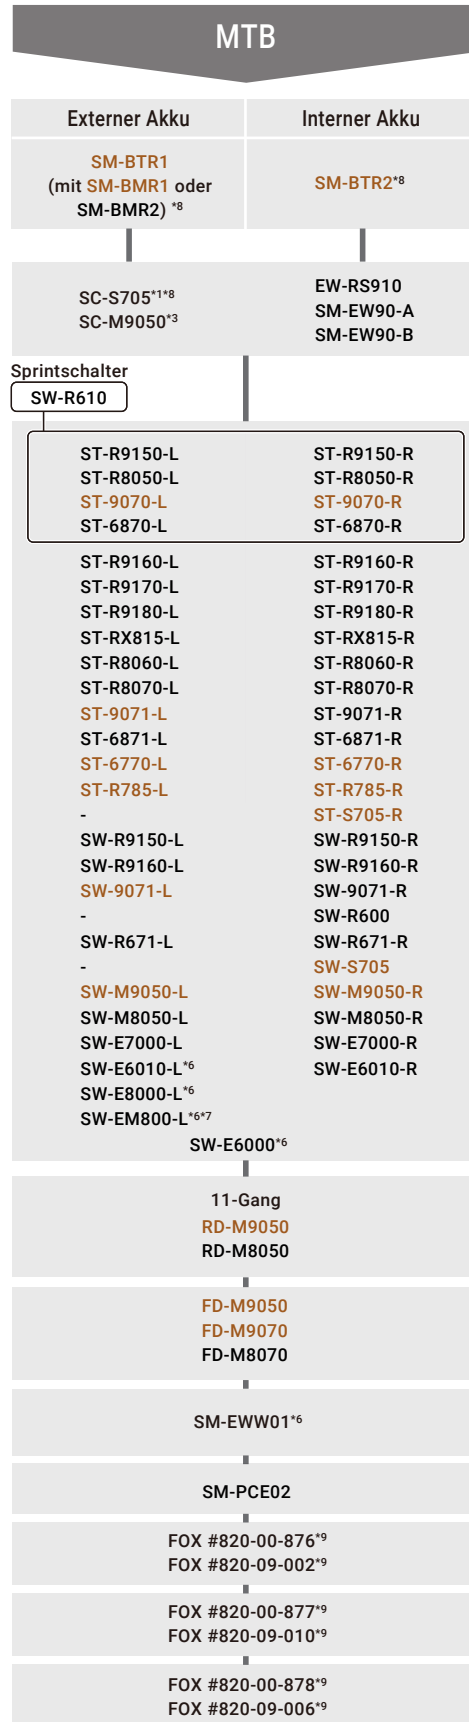 MTB
Externer Akku Interner Akku
SM-BTR1
(mit SM-BMR1 oder
SM-BMR2) *8
SM-BTR2*8
SC-S705*1*8
SC-M9050*3
EW-RS910
SM-EW90-A
SM-EW90-B
Sprintschalter
SW-R610
ST-R9150-L ST-R9150-R
ST-R8050-L ST-R8050-R
ST-9070-L ST-9070-R
ST-6870-L ST-6870-R
ST-R9160-L ST-R9160-R
ST-R9170-L ST-R9170-R
ST-R9180-L ST-R9180-R
ST-RX815-L ST-RX815-R
ST-R8060-L ST-R8060-R
ST-R8070-L ST-R8070-R
ST-9071-L ST-9071-R
ST-6871-L ST-6871-R
ST-6770-L ST-6770-R
ST-R785-L ST-R785-R
- ST-S705-R
SW-R9150-L SW-R9150-R
SW-R9160-L SW-R9160-R
SW-9071-L SW-9071-R
- SW-R600
SW-R671-L SW-R671-R
- SW-S705
SW-M9050-L SW-M9050-R
SW-M8050-L SW-M8050-R
SW-E7000-L SW-E7000-R
SW-E6010-L*6 SW-E6010-R
SW-E8000-L*6
SW-EM800-L*6*7
SW-E6000*6
11-Gang
RD-M9050
RD-M8050
FD-M9050
FD-M9070
FD-M8070
SM-EWW01*6
SM-PCE02
FOX #820-00-876*9
FOX #820-09-002*9
FOX #820-00-877*9
FOX #820-09-010*9
FOX #820-00-878*9
FOX #820-09-006*9